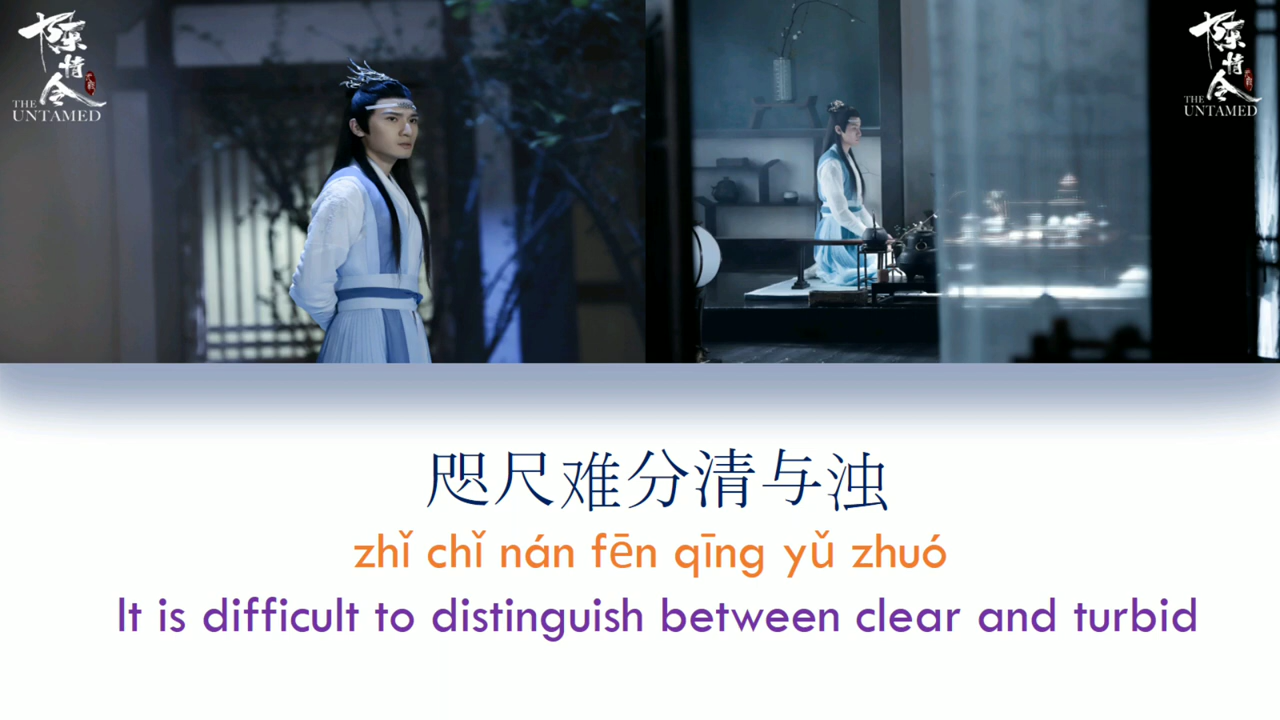 陈情令
THE
UNTAMED
陈情令
THE
UNTAMED
咫尺难分清与浊
zhǐ chǐ nán fēn qīng yǔ zhuó
It is difficult to distinguish between clear and turbid